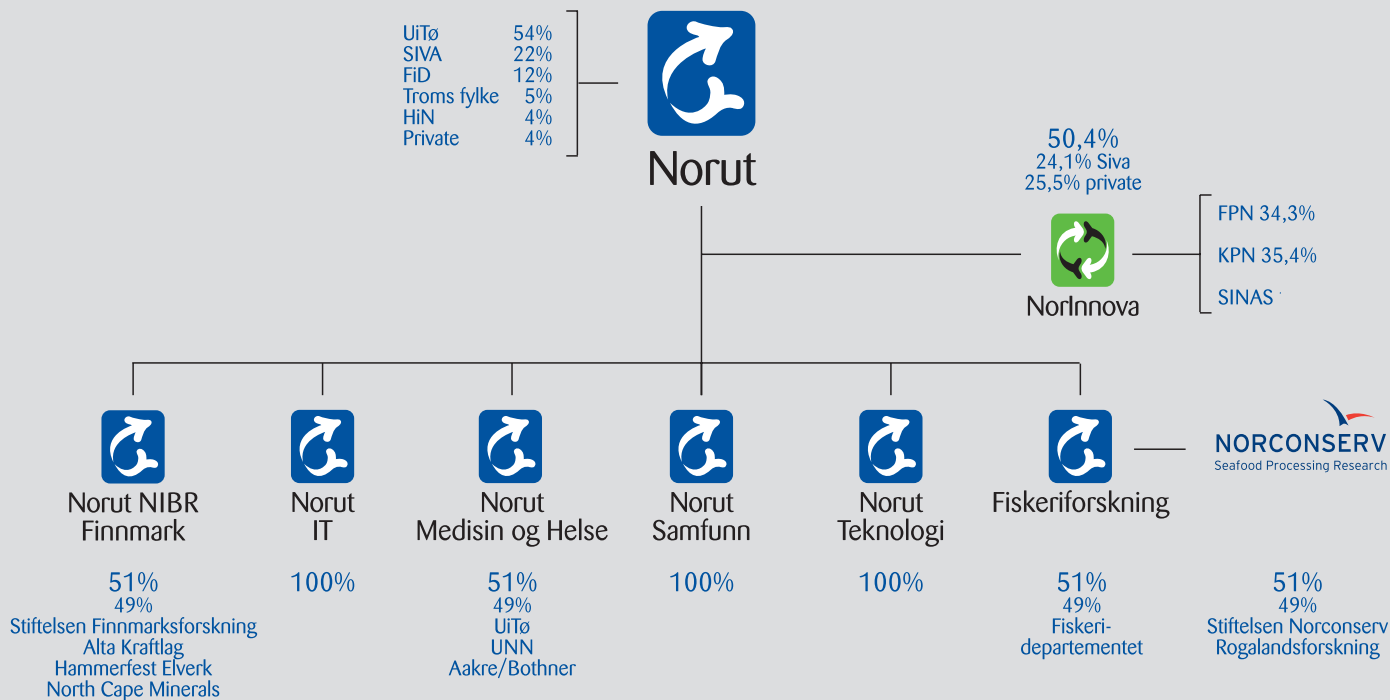 UiTø 54%
SIVA 22%
FiD 12%
Troms fylke 5%
HiN 4%
Private 4%
Norut
50,4%
24,1% Siva
25,5% private
NorInnova
FPN 34,3%
KPN 35,4%
SINAS
Norut NIBR
Finnmark
51%
49%
Stiftelsen Finnmarksforskning
Alta Kraftlag
Hammerfest Elverk
North Cape Minerals
Norut
IT
100%
Norut
Medisin og Helse
51%
49%
UiTø
UNN
Aakre/Bothner
Norut
Samfunn
100%
Norut
Teknologi
100%
Fiskeriforskning
51%
49%
Fiskeri-
departementet
NORCONSERV
Seafood Processing Research
51%
49%
Stiftelsen Norconserv
Rogalandsforskning